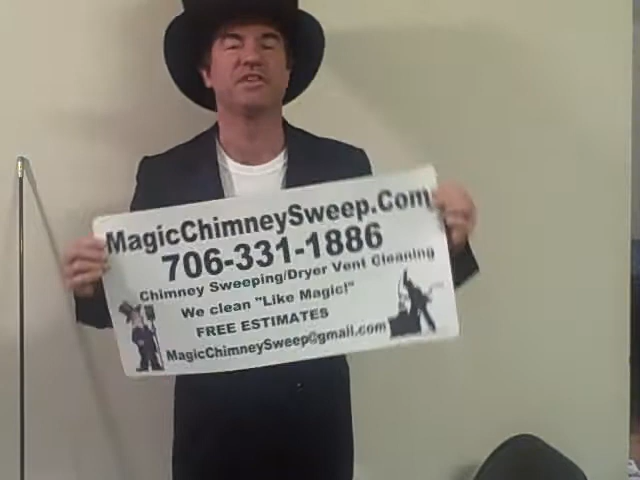 MagicChimneySweep.Com
706-331-1886
Chimney Sweeping/Dryer Vent Cleaning
We clean "Like Magic!"
FREE ESTIMATES
MagicChimneySweep@gmail.com